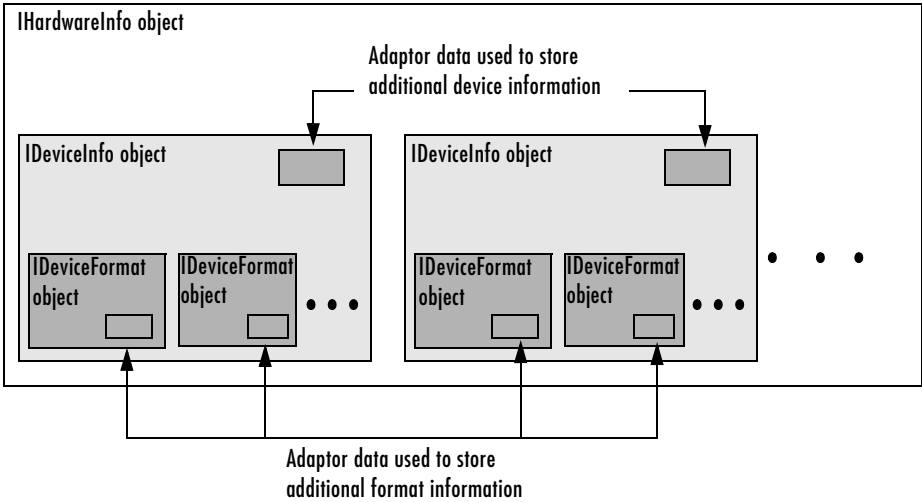 IHardwareInfo object
Adaptor data used to store
additional device information
IDeviceInfo object
IDeviceInfo object
IDeviceFormat
object
IDeviceFormat
object
IDeviceFormat
object
IDeviceFormat
object
Adaptor data used to store
additional format information